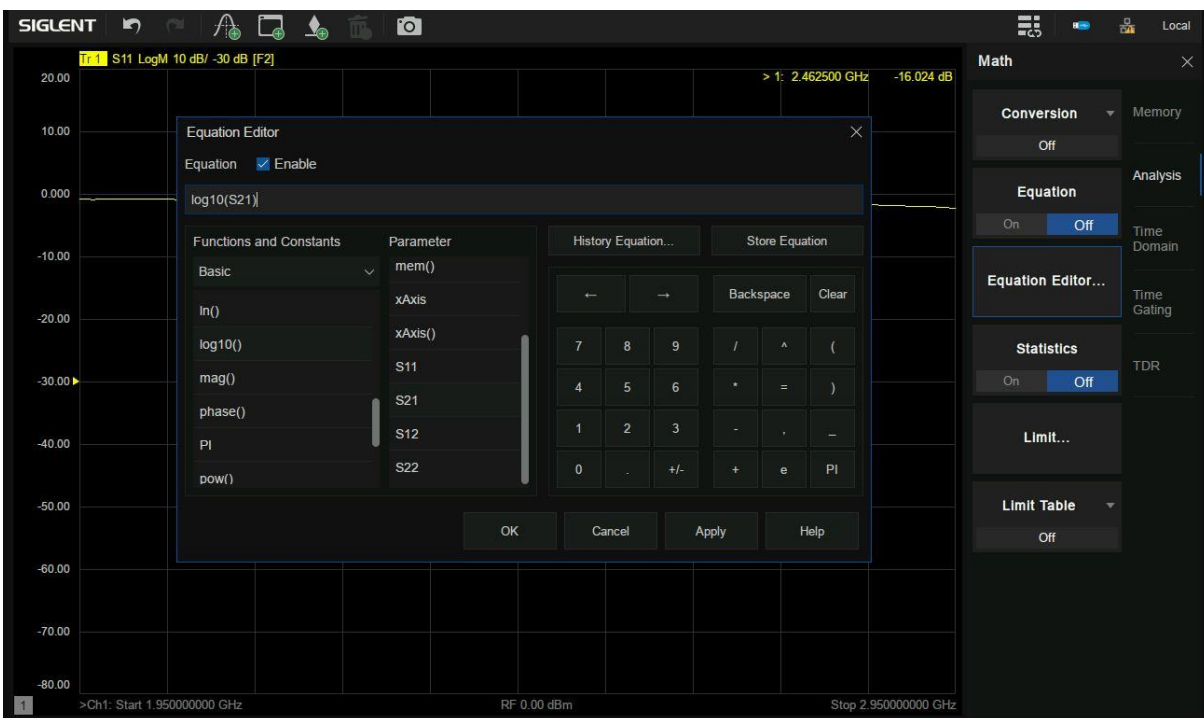 SIGLENT
Local
Tr 1 S11 LogM 10 dB/ -30 dB [F2]
> 1: 2.462500 GHz -16.024 dB
20.00
10.00
0.000
-10.00
-20.00
-30.00
-40.00
-50.00
-60.00
-70.00
-80.00
Equation Editor
Equation Enable
log10(S21)
Functions and Constants
Basic
ln()
log10()
mag()
phase()
PI
pow()
Parameter
mem()
xAxis
xAxis()
S11
S21
S12
S22
History Equation... Store Equation
← → Backspace Clear
7 8 9 / ^ (
4 5 6 * = )
1 2 3 - , _
0 . +/- + e PI
OK Cancel Apply Help
Math
Conversion
Off
Equation
On Off
Equation Editor...
Statistics
On Off
Limit...
Limit Table
Off
Memory
Analysis
Time
Domain
Time
Gating
TDR
1 >Ch1: Start 1.950000000 GHz RF 0.00 dBm Stop 2.950000000 GHz